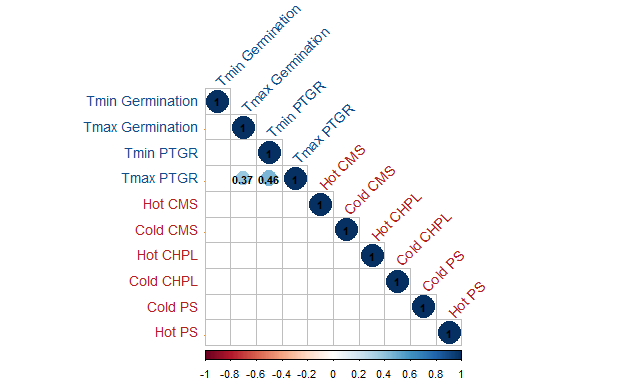 Tmin Germination
Tmax Germination
Tmin PTGR
Tmax PTGR
Hot CMS
Cold CMS
Hot CHPL
Cold CHPL
Cold PS
Hot PS
Tmin Germination 1
Tmax Germination 1
Tmin PTGR 1
Tmax PTGR 0.37 0.46 1
Hot CMS 1
Cold CMS 1
Hot CHPL 1
Cold CHPL 1
Cold PS 1
Hot PS 1
-1 -0.8 -0.6 -0.4 -0.2 0 0.2 0.4 0.6 0.8 1